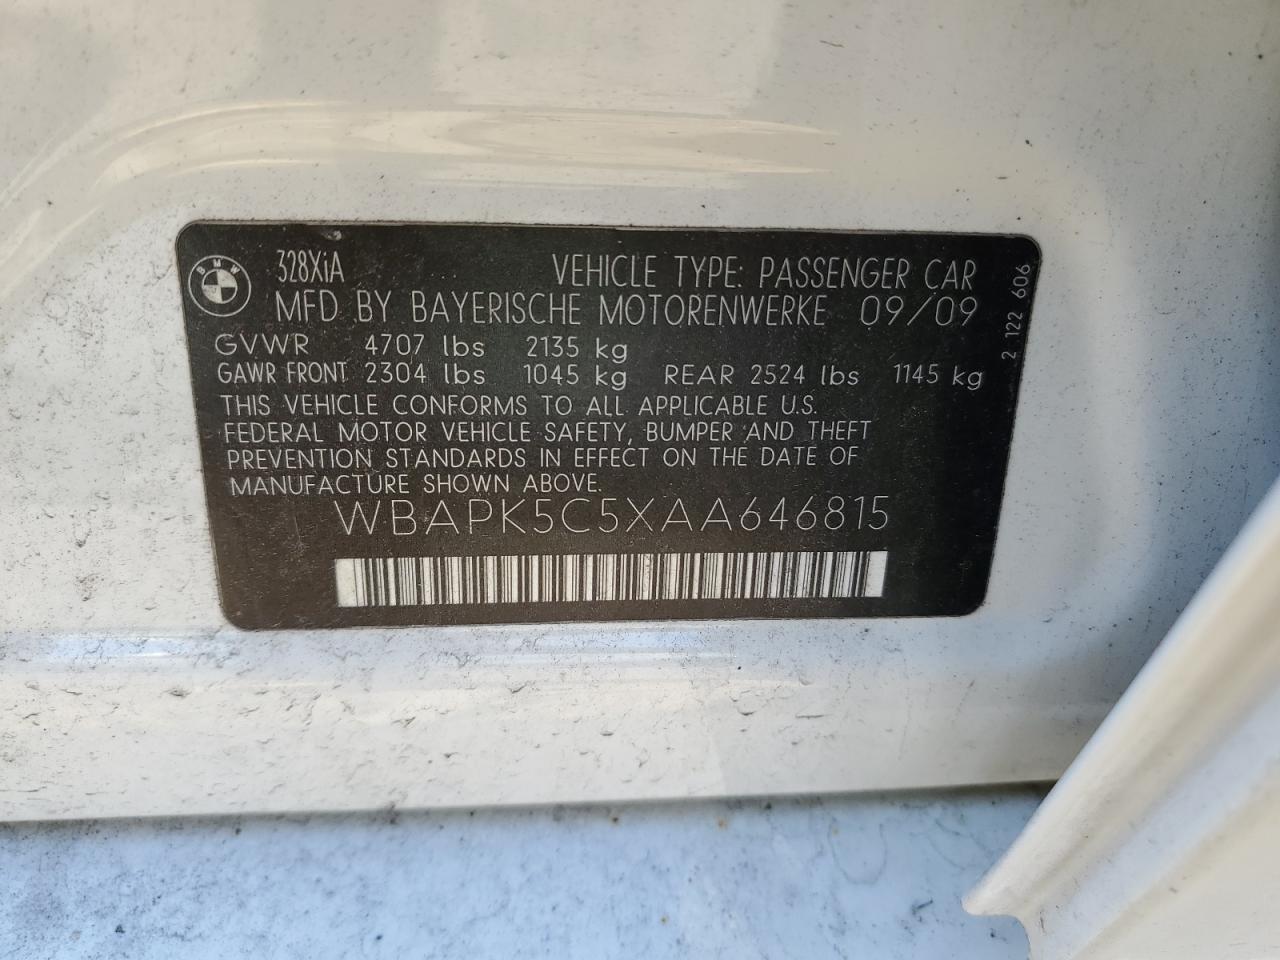 BMW
328XiA VEHICLE TYPE: PASSENGER CAR
MFD BY BAYERISCHE MOTORENWERKE 09/09
GVWR 4707 lbs 2135 kg
GAWR FRONT 2304 lbs 1045 kg REAR 2524 lbs 1145 kg
THIS VEHICLE CONFORMS TO ALL APPLICABLE U.S.
FEDERAL MOTOR VEHICLE SAFETY, BUMPER AND THEFT
PREVENTION STANDARDS IN EFFECT ON THE DATE OF
MANUFACTURE SHOWN ABOVE.
WBAPK5C5XAA646815
2 122 606